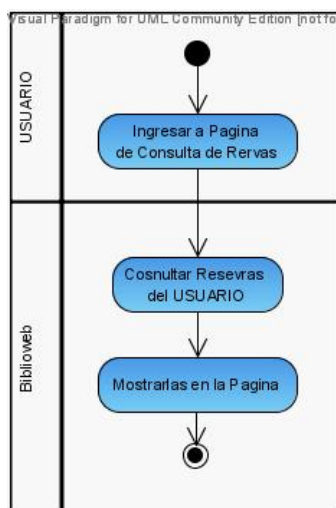 Visual Paradigm for UML Community Edition [not fo
USUARIO
Ingresar a Pagina
de Consulta de Rervas
Biblioweb
Cosnultar Resevras
del USUARIO
Mostrarlas en la Pagina